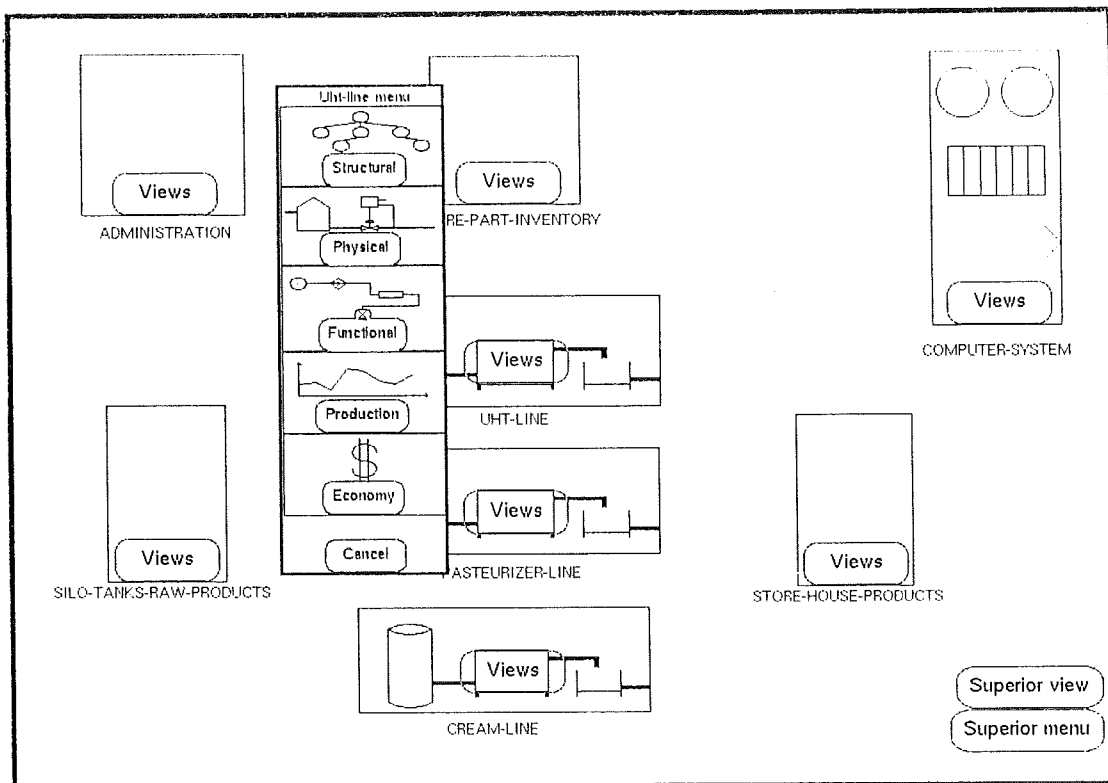 Uht-line menu
Structural
Physical
Functional
Production
Economy
Cancel
Views
ADMINISTRATION
Views
RE-PART-INVENTORY
Views
COMPUTER-SYSTEM
Views
UHT-LINE
Views
PASTEURIZER-LINE
Views
SILO-TANKS-RAW-PRODUCTS
Views
STORE-HOUSE-PRODUCTS
Views
CREAM-LINE
Superior view
Superior menu